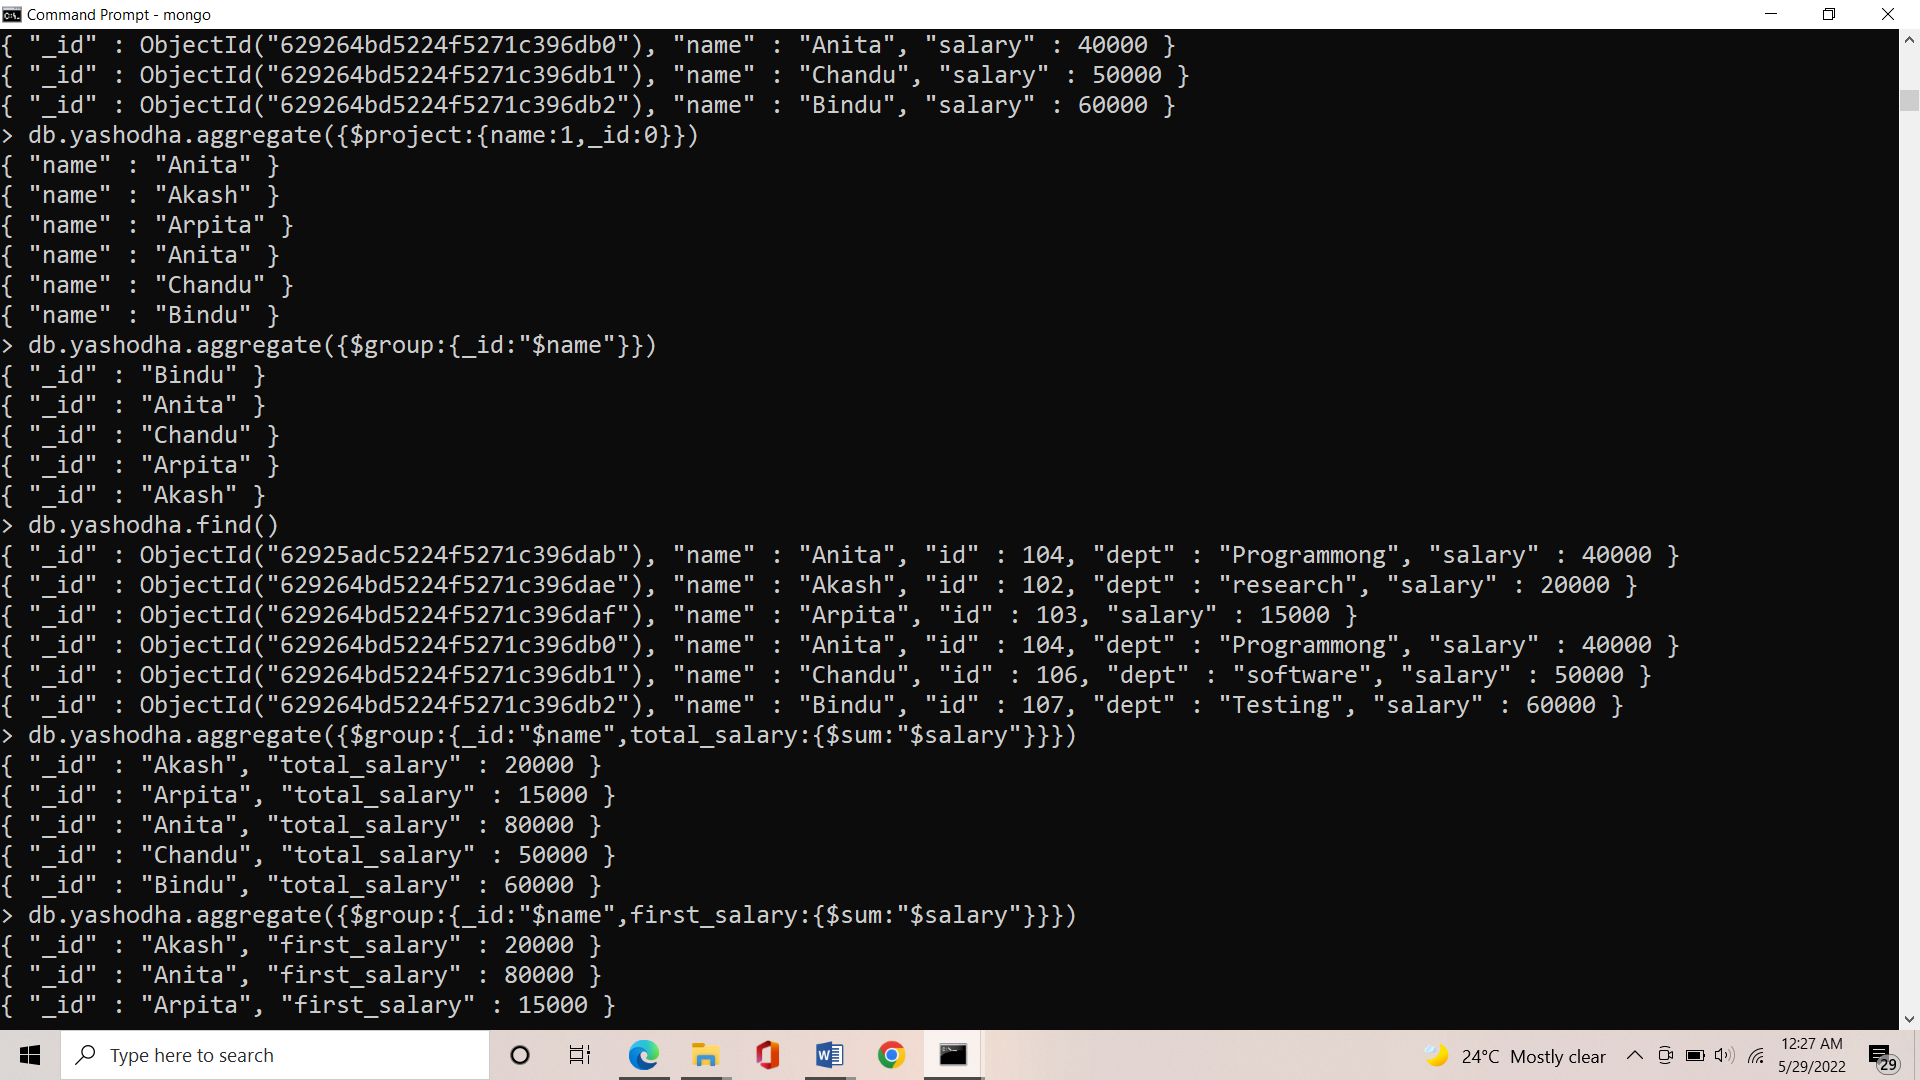 Command Prompt - mongo
{ "_id" : ObjectId("629264bd5224f5271c396db0"), "name" : "Anita", "salary" : 40000 }
{ "_id" : ObjectId("629264bd5224f5271c396db1"), "name" : "Chandu", "salary" : 50000 }
{ "_id" : ObjectId("629264bd5224f5271c396db2"), "name" : "Bindu", "salary" : 60000 }
> db.yashodha.aggregate({$project:{name:1,_id:0}})
{ "name" : "Anita" }
{ "name" : "Akash" }
{ "name" : "Arpita" }
{ "name" : "Anita" }
{ "name" : "Chandu" }
{ "name" : "Bindu" }
> db.yashodha.aggregate({$group:{_id:"$name"}})
{ "_id" : "Bindu" }
{ "_id" : "Anita" }
{ "_id" : "Chandu" }
{ "_id" : "Arpita" }
{ "_id" : "Akash" }
> db.yashodha.find()
{ "_id" : ObjectId("62925adc5224f5271c396dab"), "name" : "Anita", "id" : 104, "dept" : "Programmong", "salary" : 40000 }
{ "_id" : ObjectId("629264bd5224f5271c396dae"), "name" : "Akash", "id" : 102, "dept" : "research", "salary" : 20000 }
{ "_id" : ObjectId("629264bd5224f5271c396daf"), "name" : "Arpita", "id" : 103, "salary" : 15000 }
{ "_id" : ObjectId("629264bd5224f5271c396db0"), "name" : "Anita", "id" : 104, "dept" : "Programmong", "salary" : 40000 }
{ "_id" : ObjectId("629264bd5224f5271c396db1"), "name" : "Chandu", "id" : 106, "dept" : "software", "salary" : 50000 }
{ "_id" : ObjectId("629264bd5224f5271c396db2"), "name" : "Bindu", "id" : 107, "dept" : "Testing", "salary" : 60000 }
> db.yashodha.aggregate({$group:{_id:"$name",total_salary:{$sum:"$salary"}}})
{ "_id" : "Akash", "total_salary" : 20000 }
{ "_id" : "Arpita", "total_salary" : 15000 }
{ "_id" : "Anita", "total_salary" : 80000 }
{ "_id" : "Chandu", "total_salary" : 50000 }
{ "_id" : "Bindu", "total_salary" : 60000 }
> db.yashodha.aggregate({$group:{_id:"$name",first_salary:{$sum:"$salary"}}})
{ "_id" : "Akash", "first_salary" : 20000 }
{ "_id" : "Anita", "first_salary" : 80000 }
{ "_id" : "Arpita", "first_salary" : 15000 }
Type here to search
24°C Mostly clear
12:27 AM
5/29/2022
29